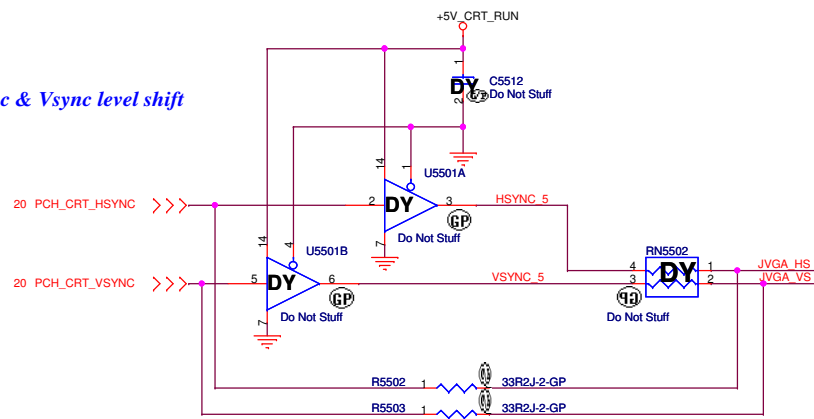 +5V_CRT_RUN
1
C5512
DY
GP
2
Do Not Stuff
c & Vsync level shift
14
1
U5501A
20 PCH_CRT_HSYNC
2
DY
3
HSYNC_5
GP
7
Do Not Stuff
14
4
U5501B
RN5502
20 PCH_CRT_VSYNC
5
DY
6
VSYNC_5
GP
7
Do Not Stuff
4
DY
1
JVGA_HS
3
2
JVGA_VS
GP
Do Not Stuff
R5502
1
33R2J-2-GP
R5503
1
33R2J-2-GP